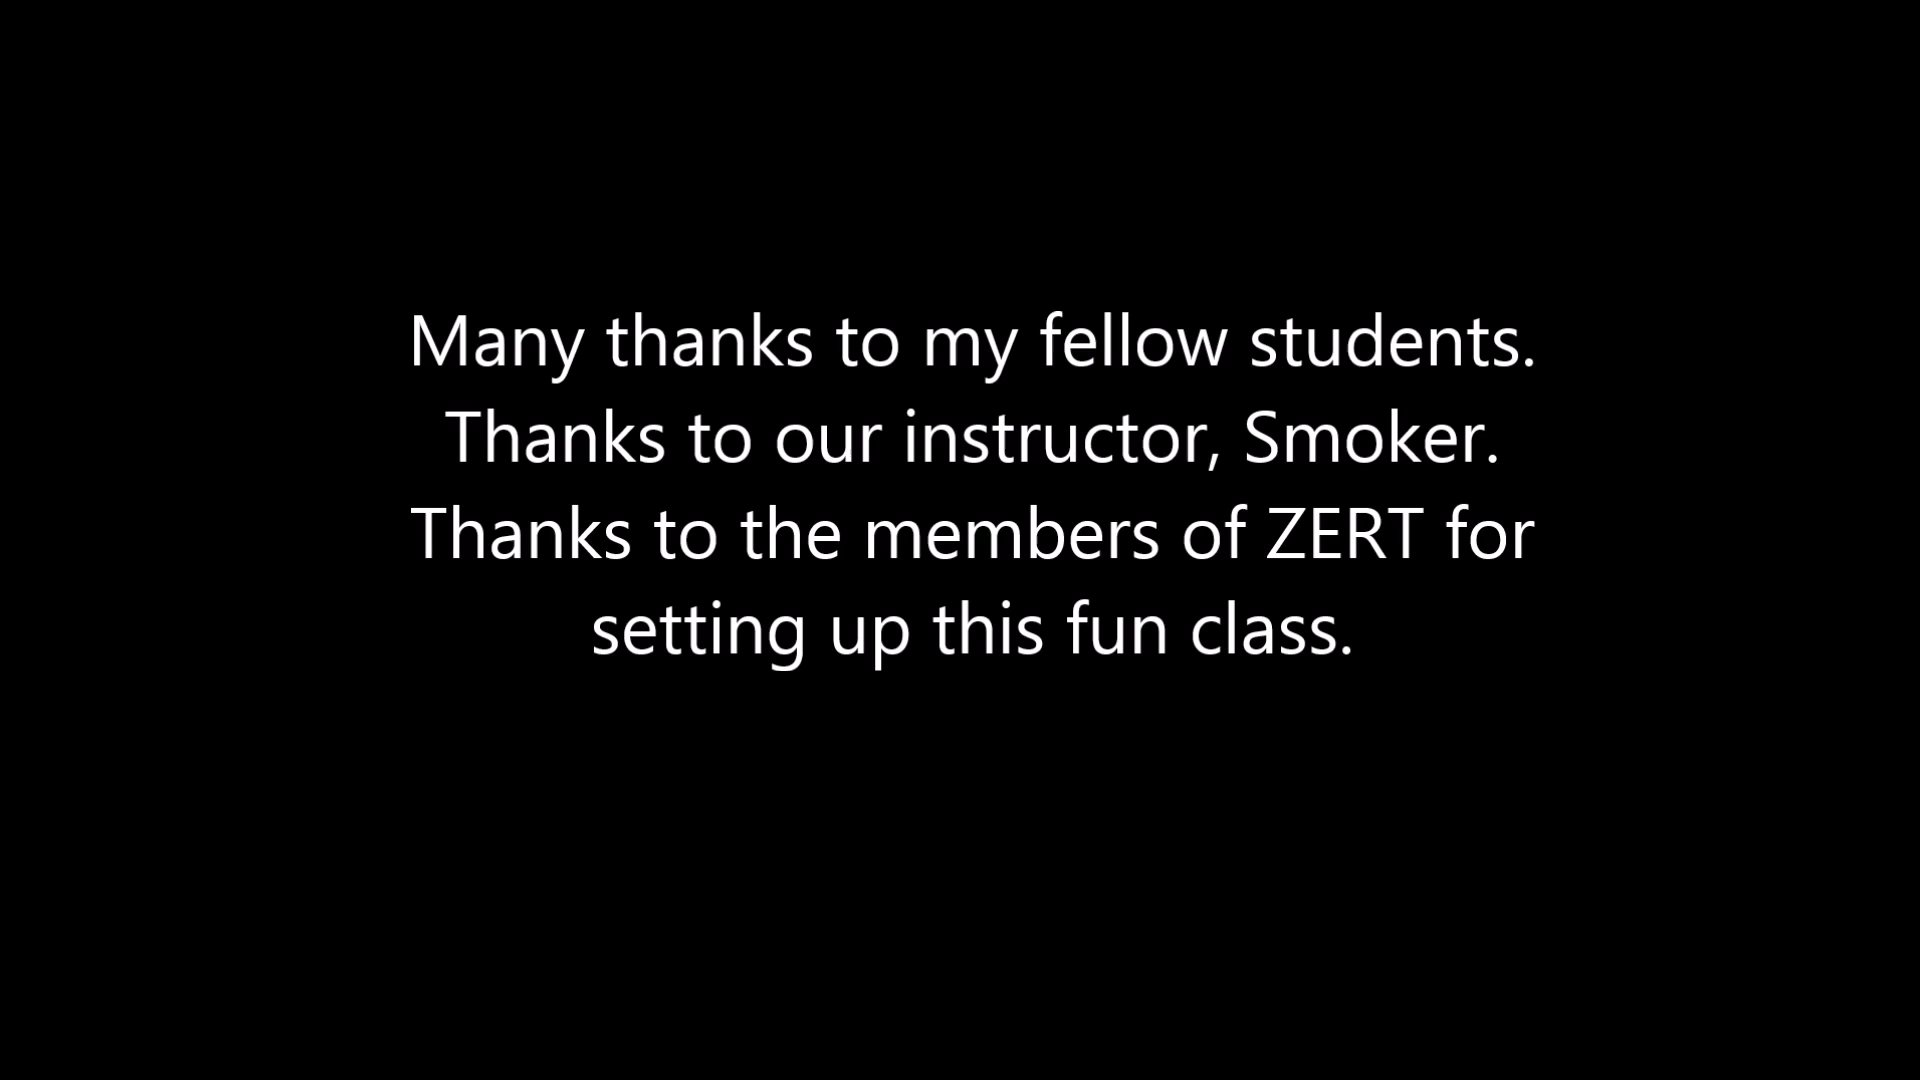 Many thanks to my fellow students.
Thanks to our instructor, Smoker.
Thanks to the members of ZERT for
setting up this fun class.